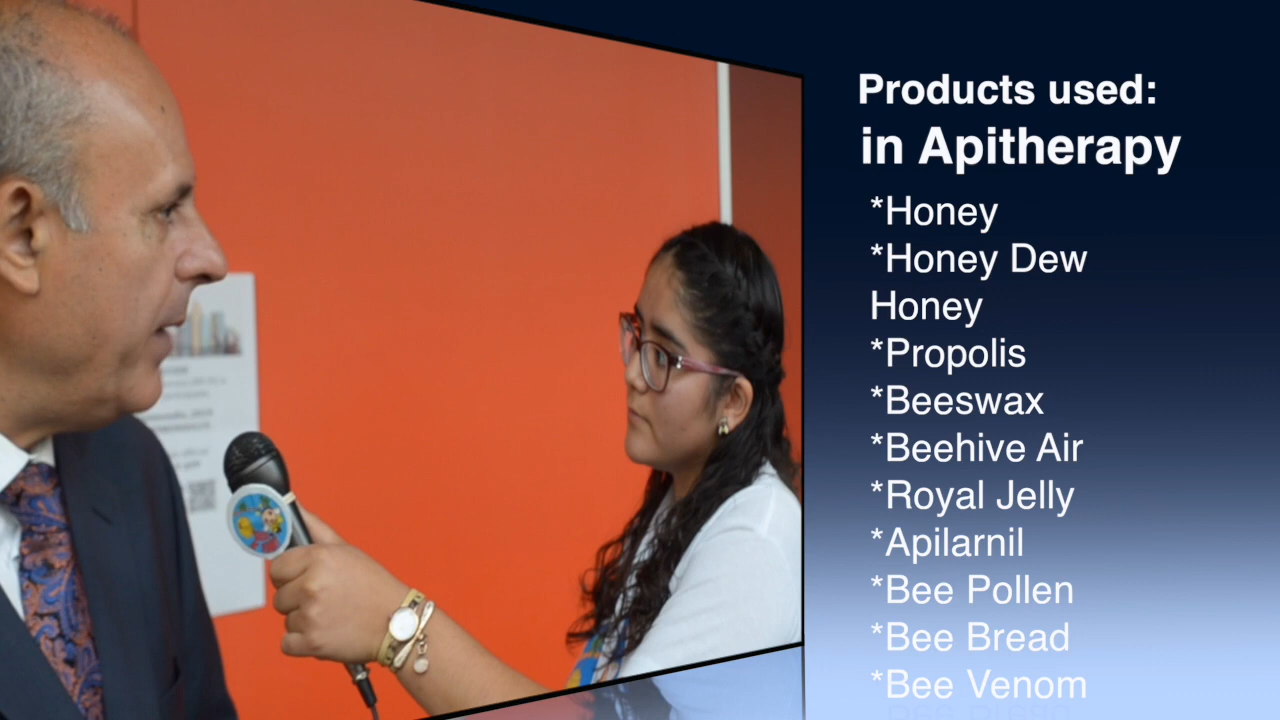 Products used:
in Apitherapy
*Honey
*Honey Dew
Honey
*Propolis
*Beeswax
*Beehive Air
*Royal Jelly
*Apilarnil
*Bee Pollen
*Bee Bread
*Bee Venom